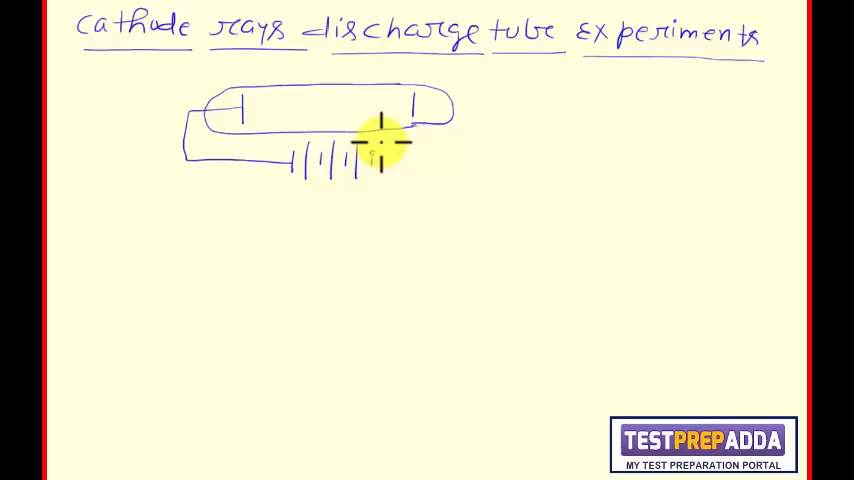 cathode rays discharge tube experiments
TESTPREPADDA
MY TEST PREPARATION PORTAL